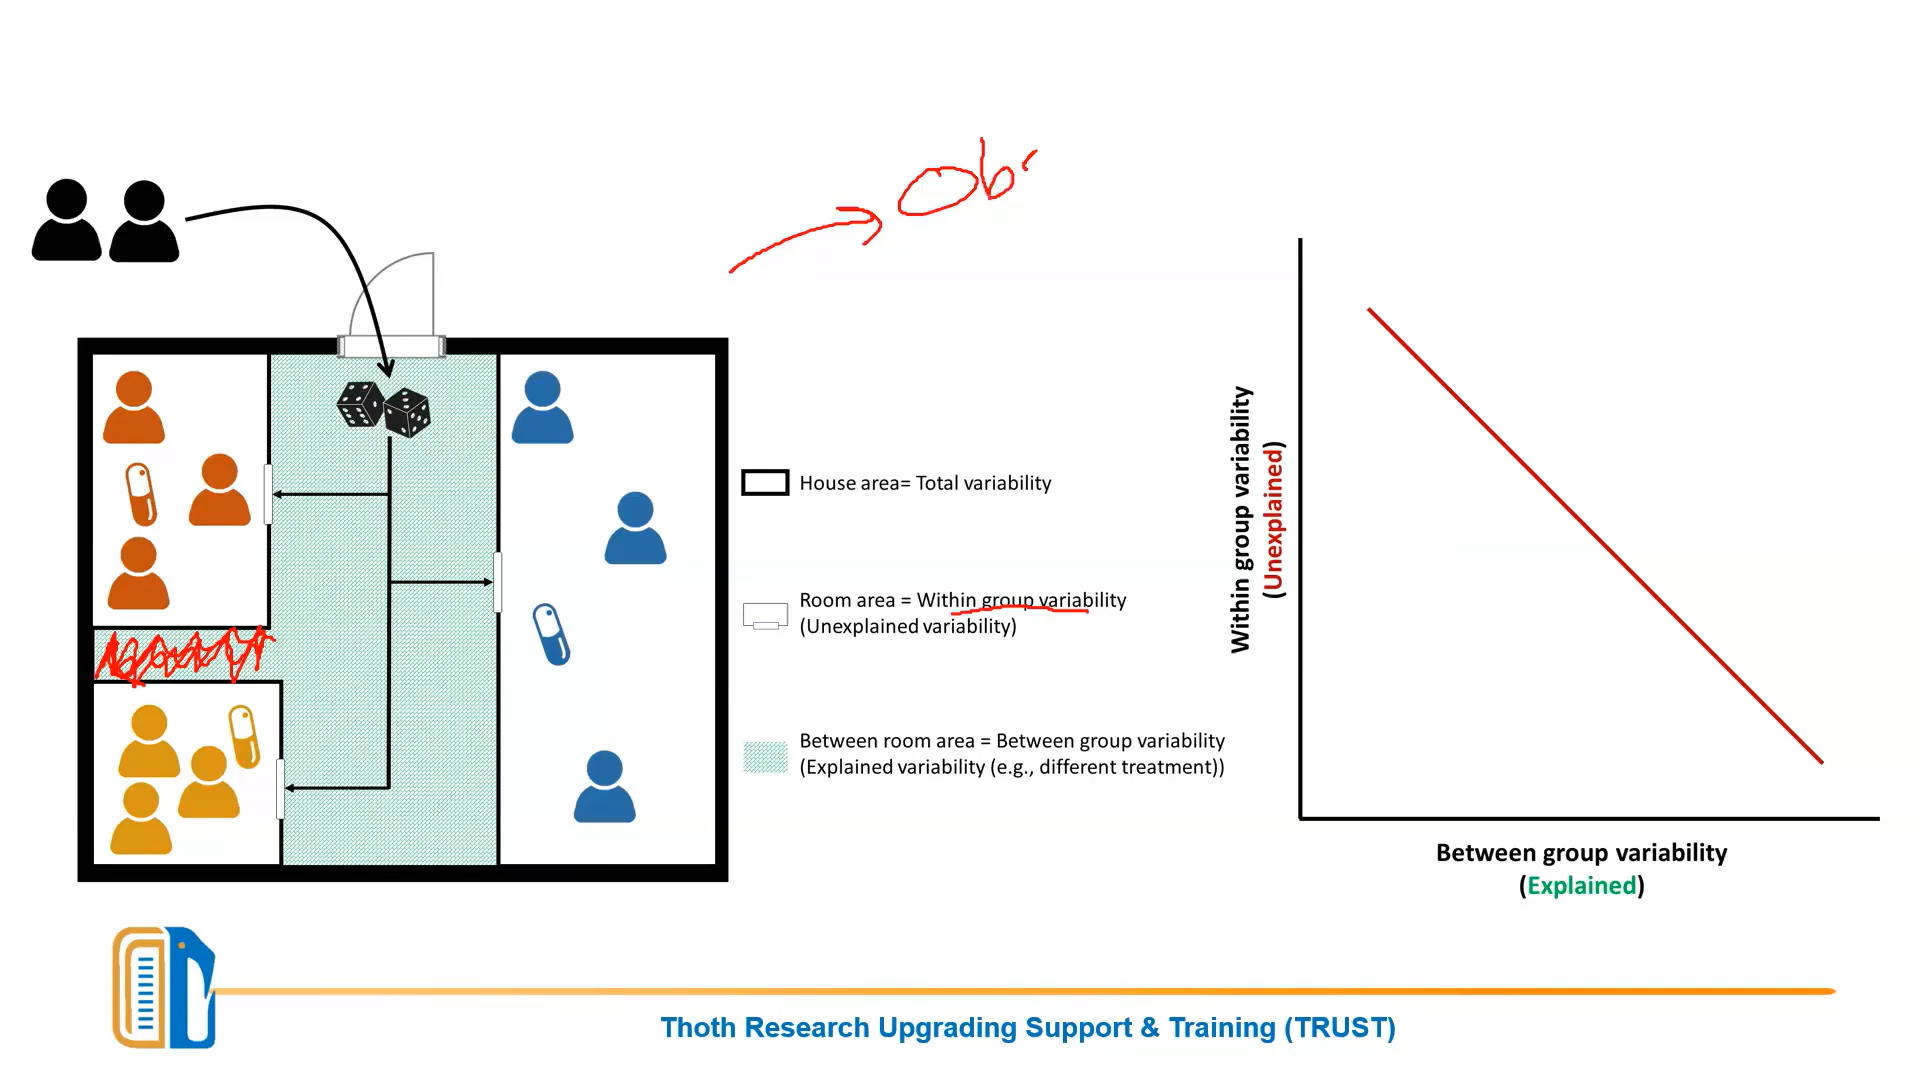 Ob
House area= Total variability
Room area = Within group variability
(Unexplained variability)
Between room area = Between group variability
(Explained variability (e.g., different treatment))
Within group variability
(Unexplained)
Between group variability
(Explained)
Thoth Research Upgrading Support & Training (TRUST)